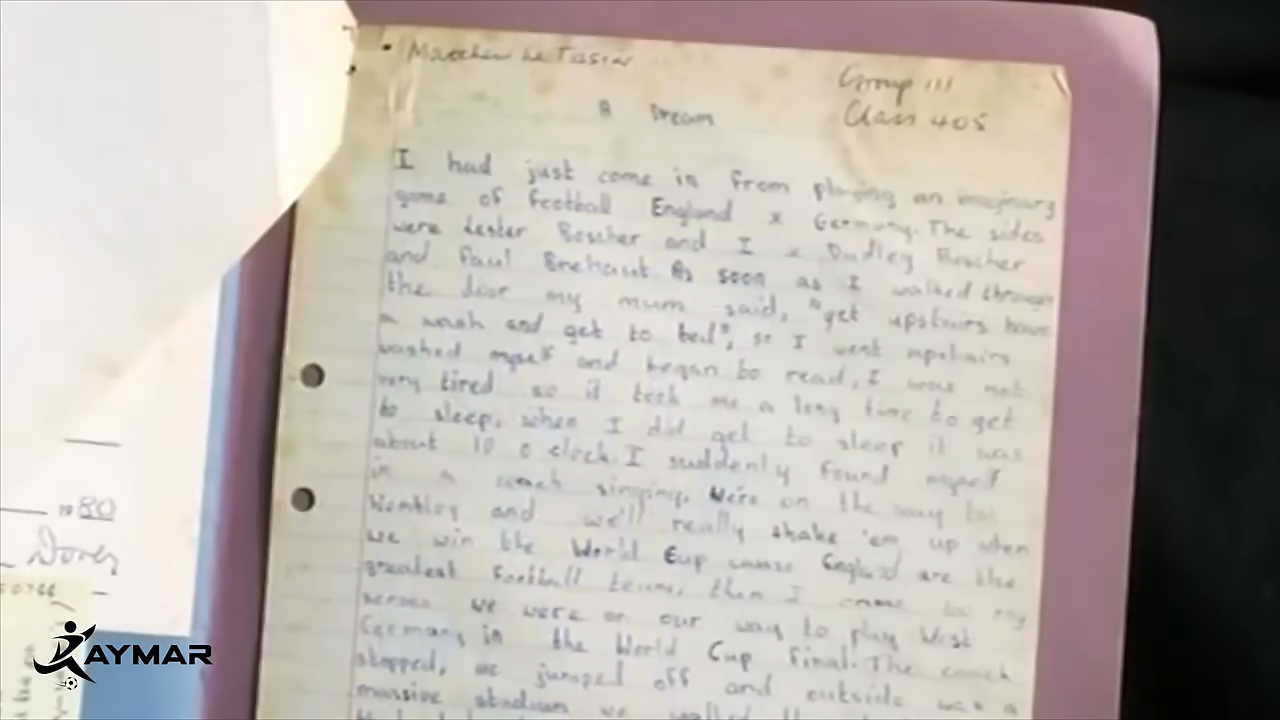 Matthew Le Tissier
Group III
A Dream
Class 405
I had just come in from playing an imaginary
game of football England x Germany. The sides
were Lester Boscher and I x Dudley Boscher
and Paul Brehaut As soon as I walked through
the door my mum said, "get upstairs have
a wash and get to bed", so I went upstairs
washed myself and began to read, I was not
very tired so it took me a long time to get
to sleep, when I did get to sleep it was
about 10 o clock. I suddenly found myself
in a coach singing, We're on the way to
Wembley and we'll really shake 'em up when
we win the World Cup cause England are the
greatest football team, then I came to my
senses we were on our way to play West
Germany in the World Cup Final. The coach
stopped, we jumped off and outside was a
massive stadium we walked
1980
50766
KAYMAR